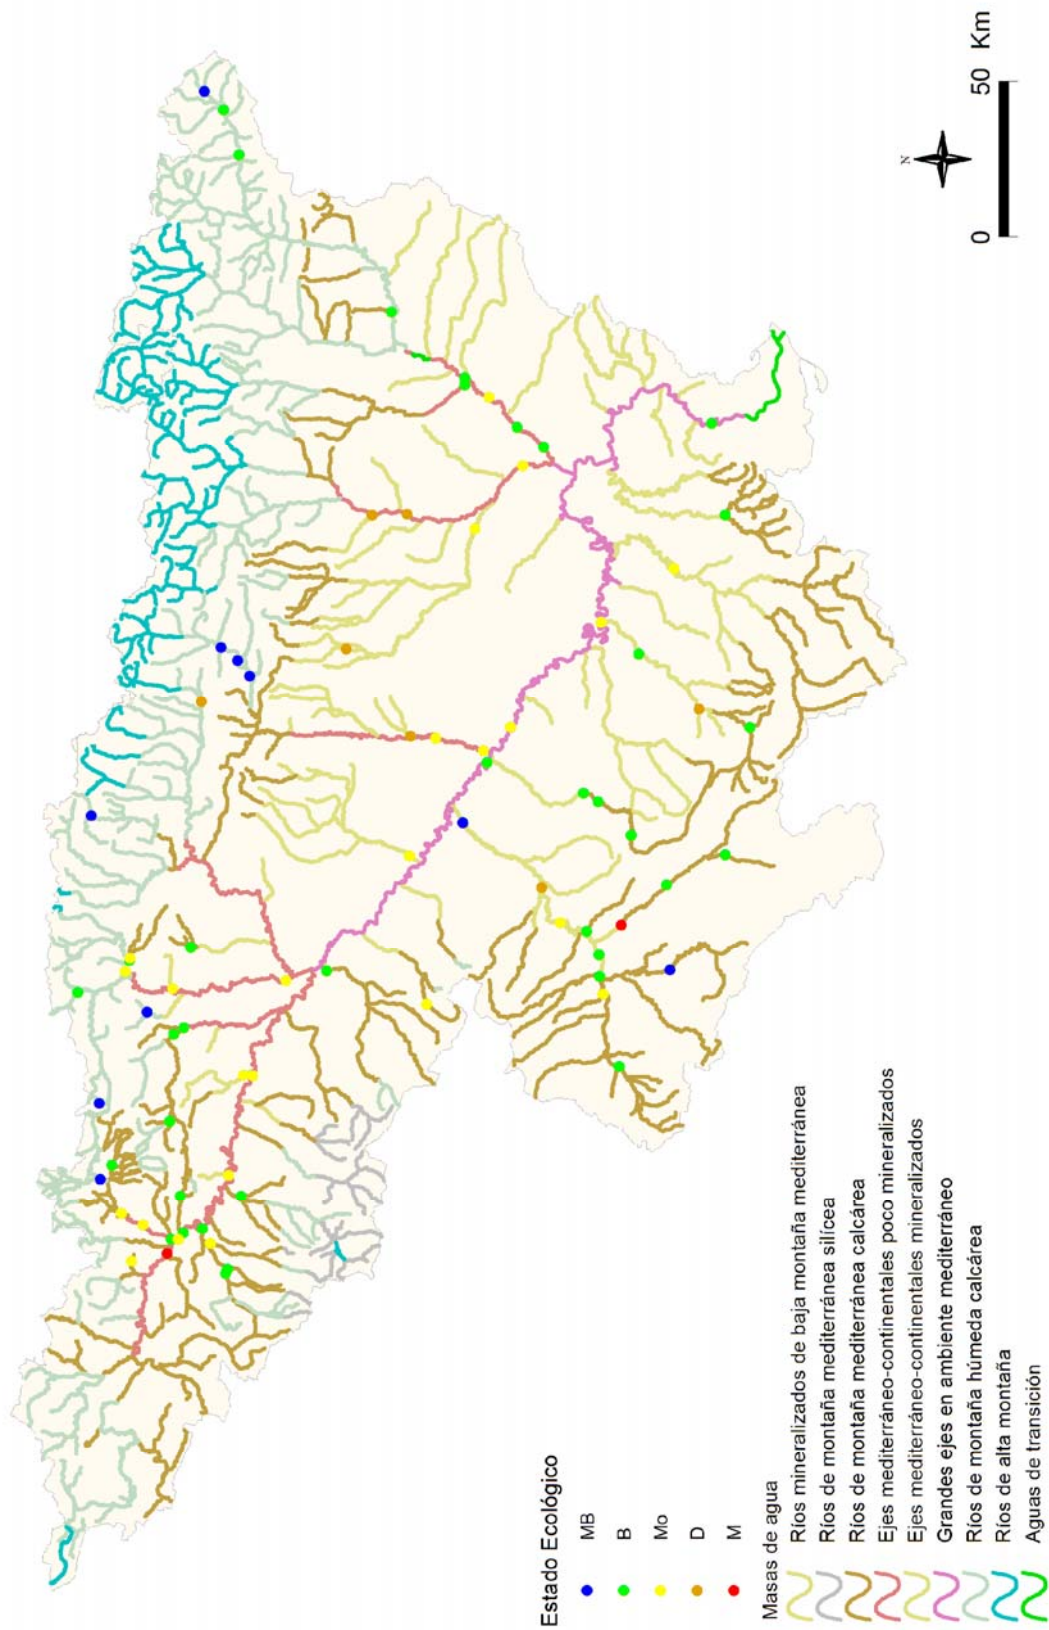 N
0 50 Km
Estado Ecológico
MB
B
Mo
D
M
Masas de agua
Ríos mineralizados de baja montaña mediterránea
Ríos de montaña mediterránea silícea
Ríos de montaña mediterránea calcárea
Ejes mediterráneo-continentales poco mineralizados
Ejes mediterráneo-continentales mineralizados
Grandes ejes en ambiente mediterráneo
Ríos de montaña húmeda calcárea
Ríos de alta montaña
Aguas de transición